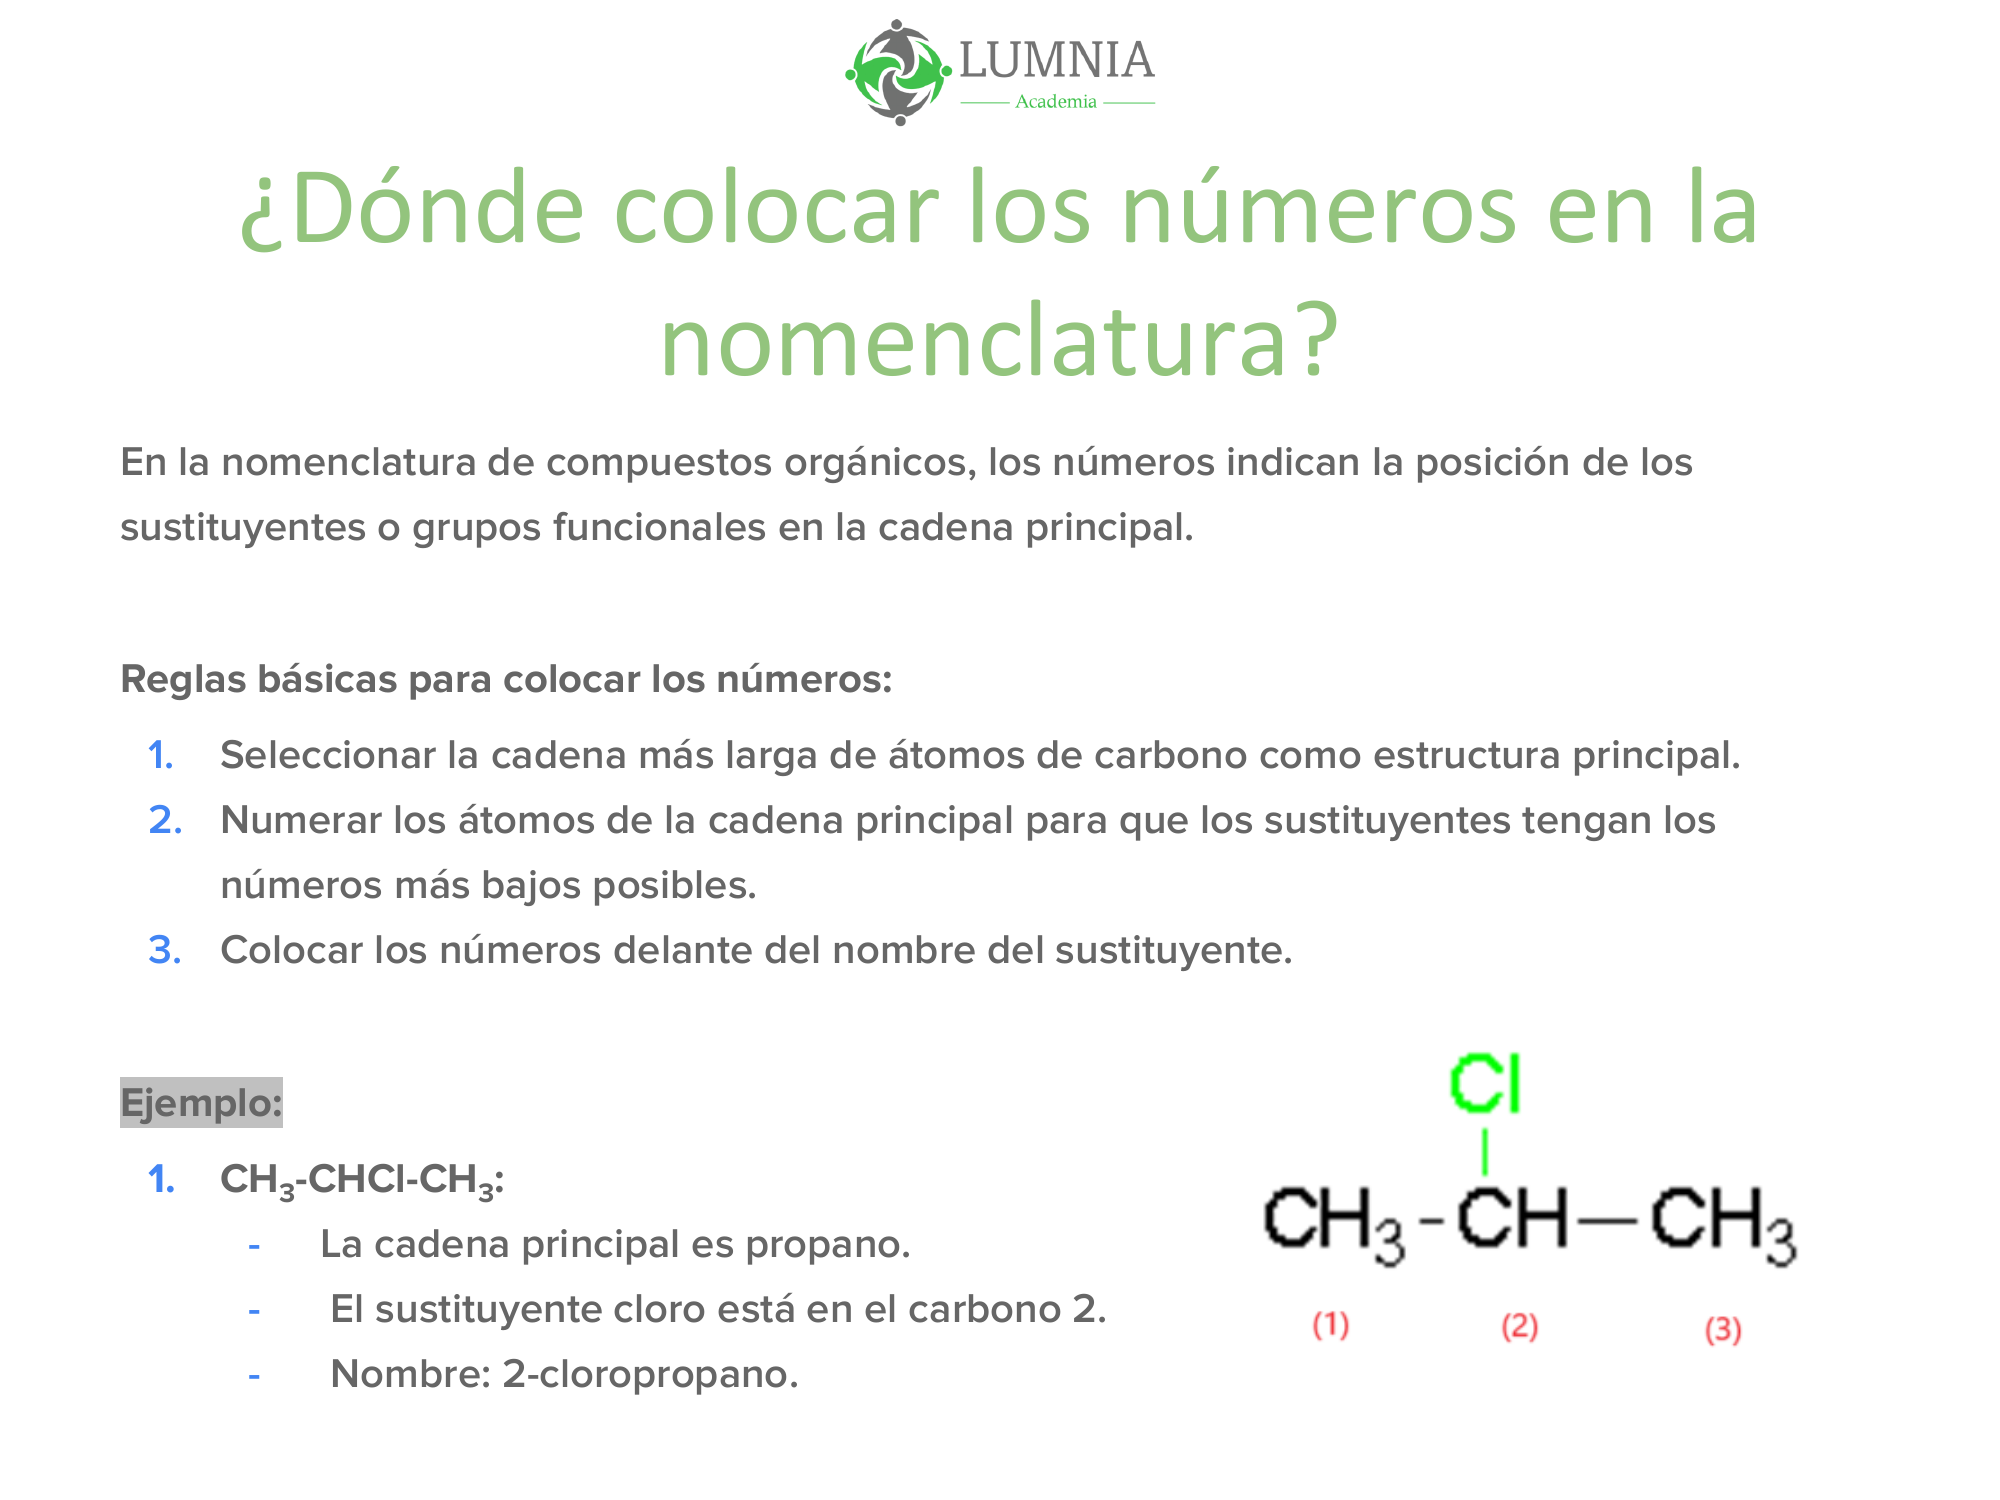 LUMNIA
Academia
¿Dónde colocar los números en la
nomenclatura?
En la nomenclatura de compuestos orgánicos, los números indican la posición de los
sustituyentes o grupos funcionales en la cadena principal.
Reglas básicas para colocar los números:
1. Seleccionar la cadena más larga de átomos de carbono como estructura principal.
2. Numerar los átomos de la cadena principal para que los sustituyentes tengan los
números más bajos posibles.
3. Colocar los números delante del nombre del sustituyente.
Ejemplo:
1. CH₃-CHCl-CH₃:
- La cadena principal es propano.
- El sustituyente cloro está en el carbono 2.
- Nombre: 2-cloropropano.
Cl
CH₃-CH—CH₃
(1) (2) (3)